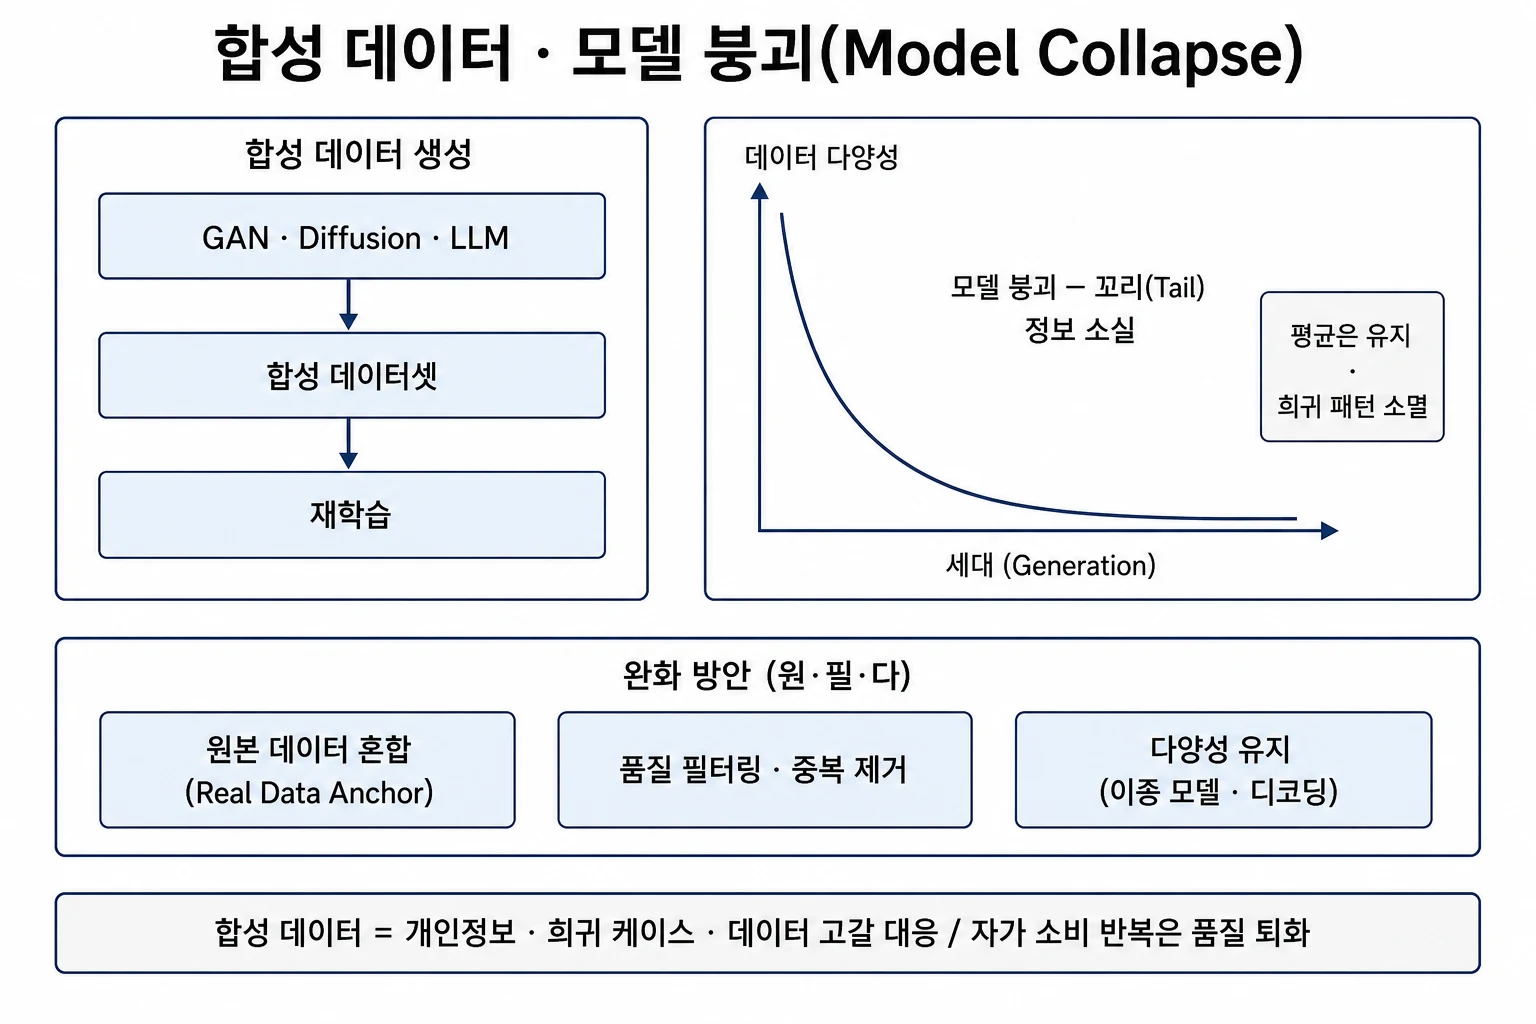 합성 데이터 · 모델 붕괴(Model Collapse)
합성 데이터 생성
GAN · Diffusion · LLM
합성 데이터셋
재학습
데이터 다양성
모델 붕괴 – 꼬리(Tail)
정보 소실
평균은 유지
·
희귀 패턴 소멸
세대 (Generation)
완화 방안 (원·필·다)
원본 데이터 혼합
(Real Data Anchor)
품질 필터링 · 중복 제거
다양성 유지
(이종 모델 · 디코딩)
합성 데이터 = 개인정보 · 희귀 케이스 · 데이터 고갈 대응 / 자가 소비 반복은 품질 퇴화